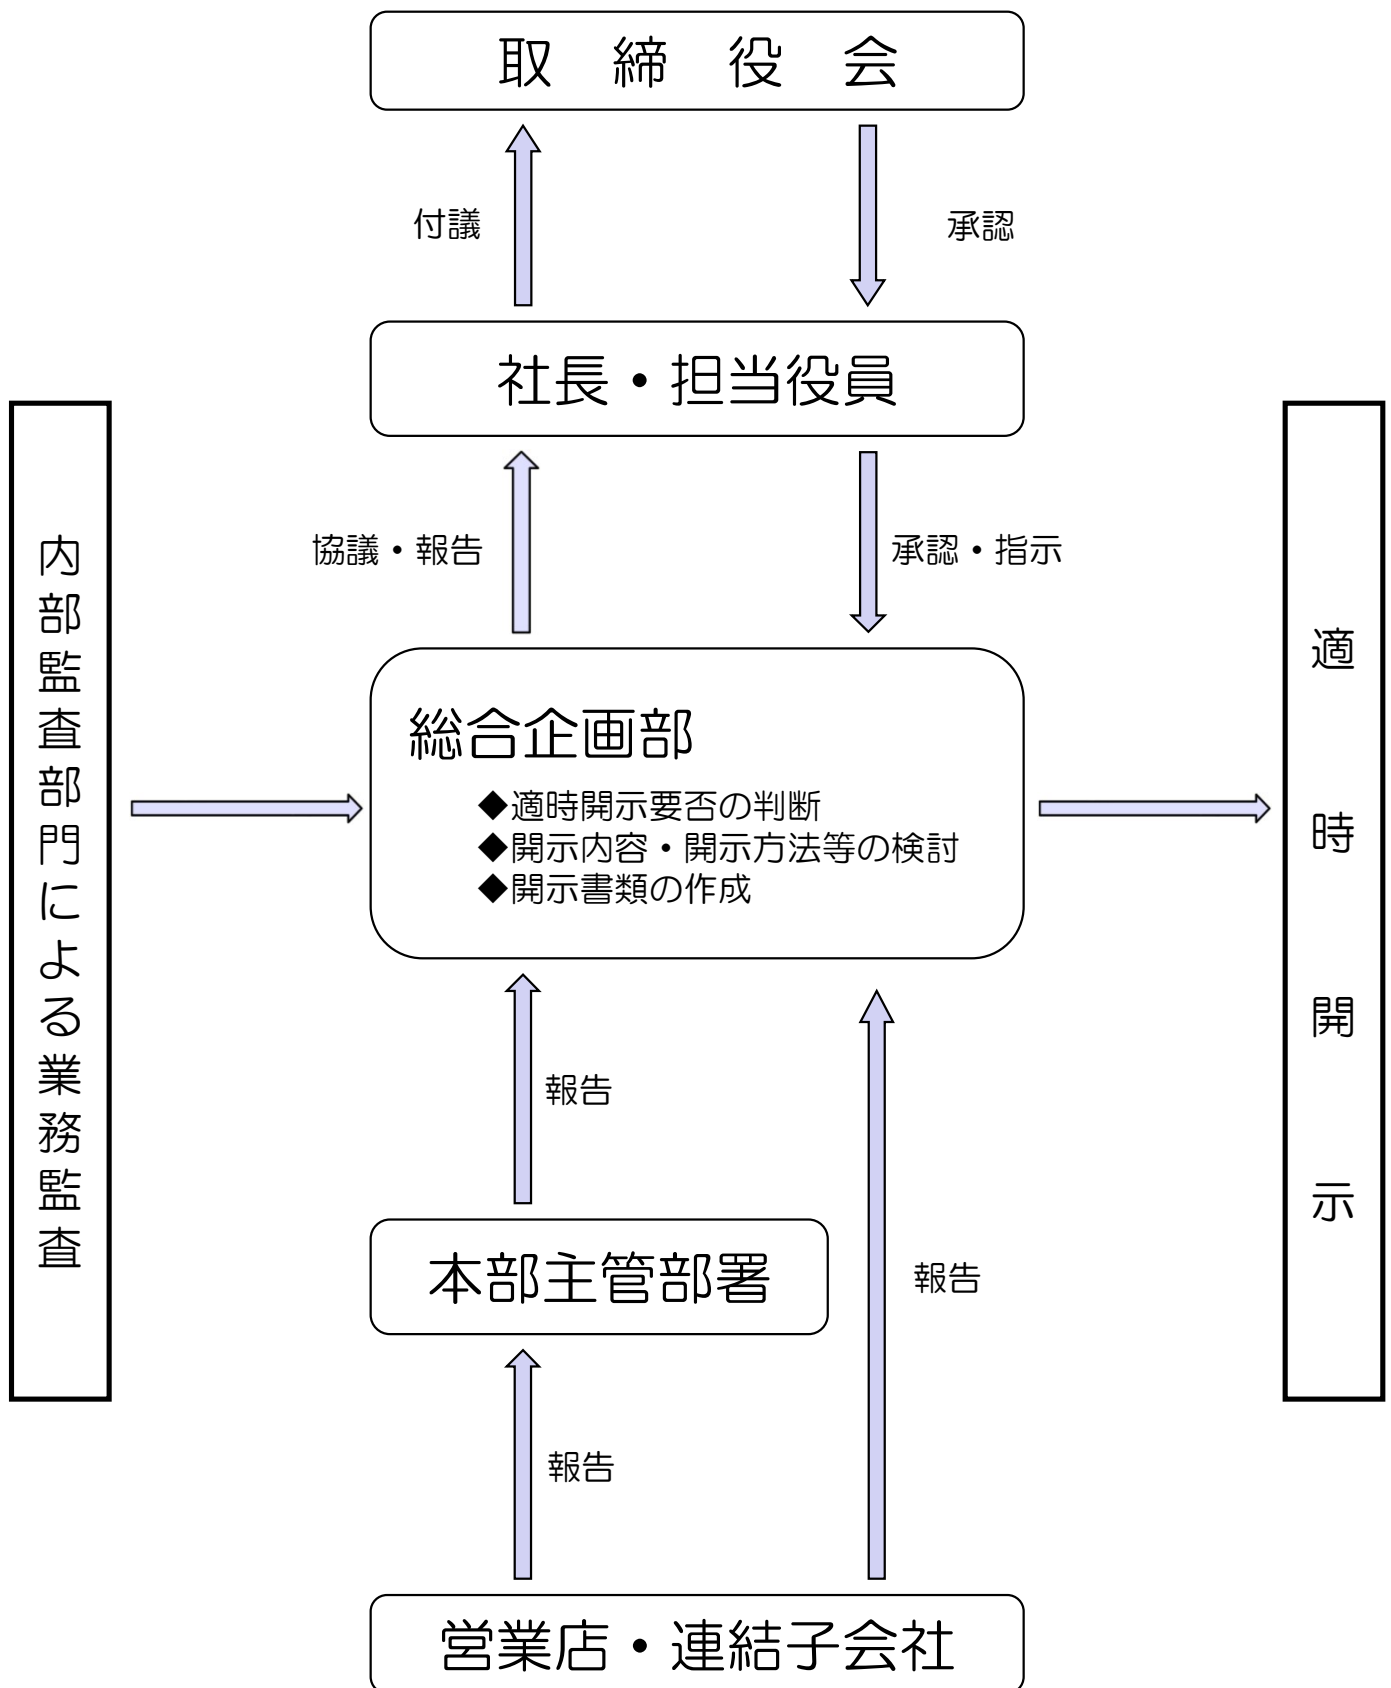 取締役会
付議
承認
社長・担当役員
協議・報告
承認・指示
内部監査部門による業務監査
総合企画部
◆適時開示要否の判断
◆開示内容・開示方法等の検討
◆開示書類の作成
適時開示
報告
本部主管部署
報告
報告
営業店・連結子会社